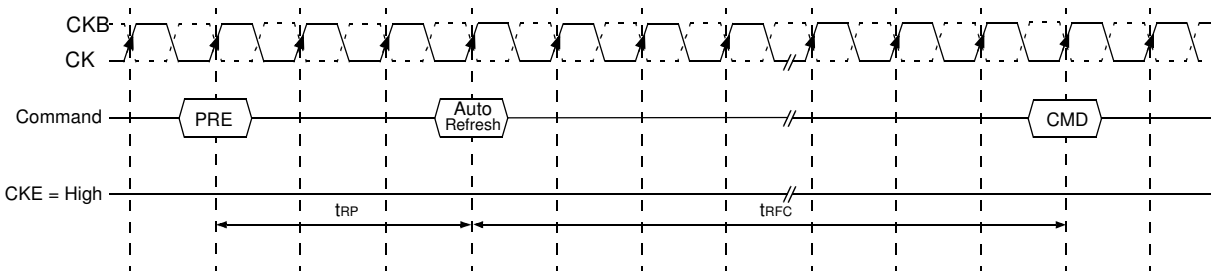 CKB
CK
Command
PRE
Auto
Refresh
CMD
CKE = High
tRP
tRFC